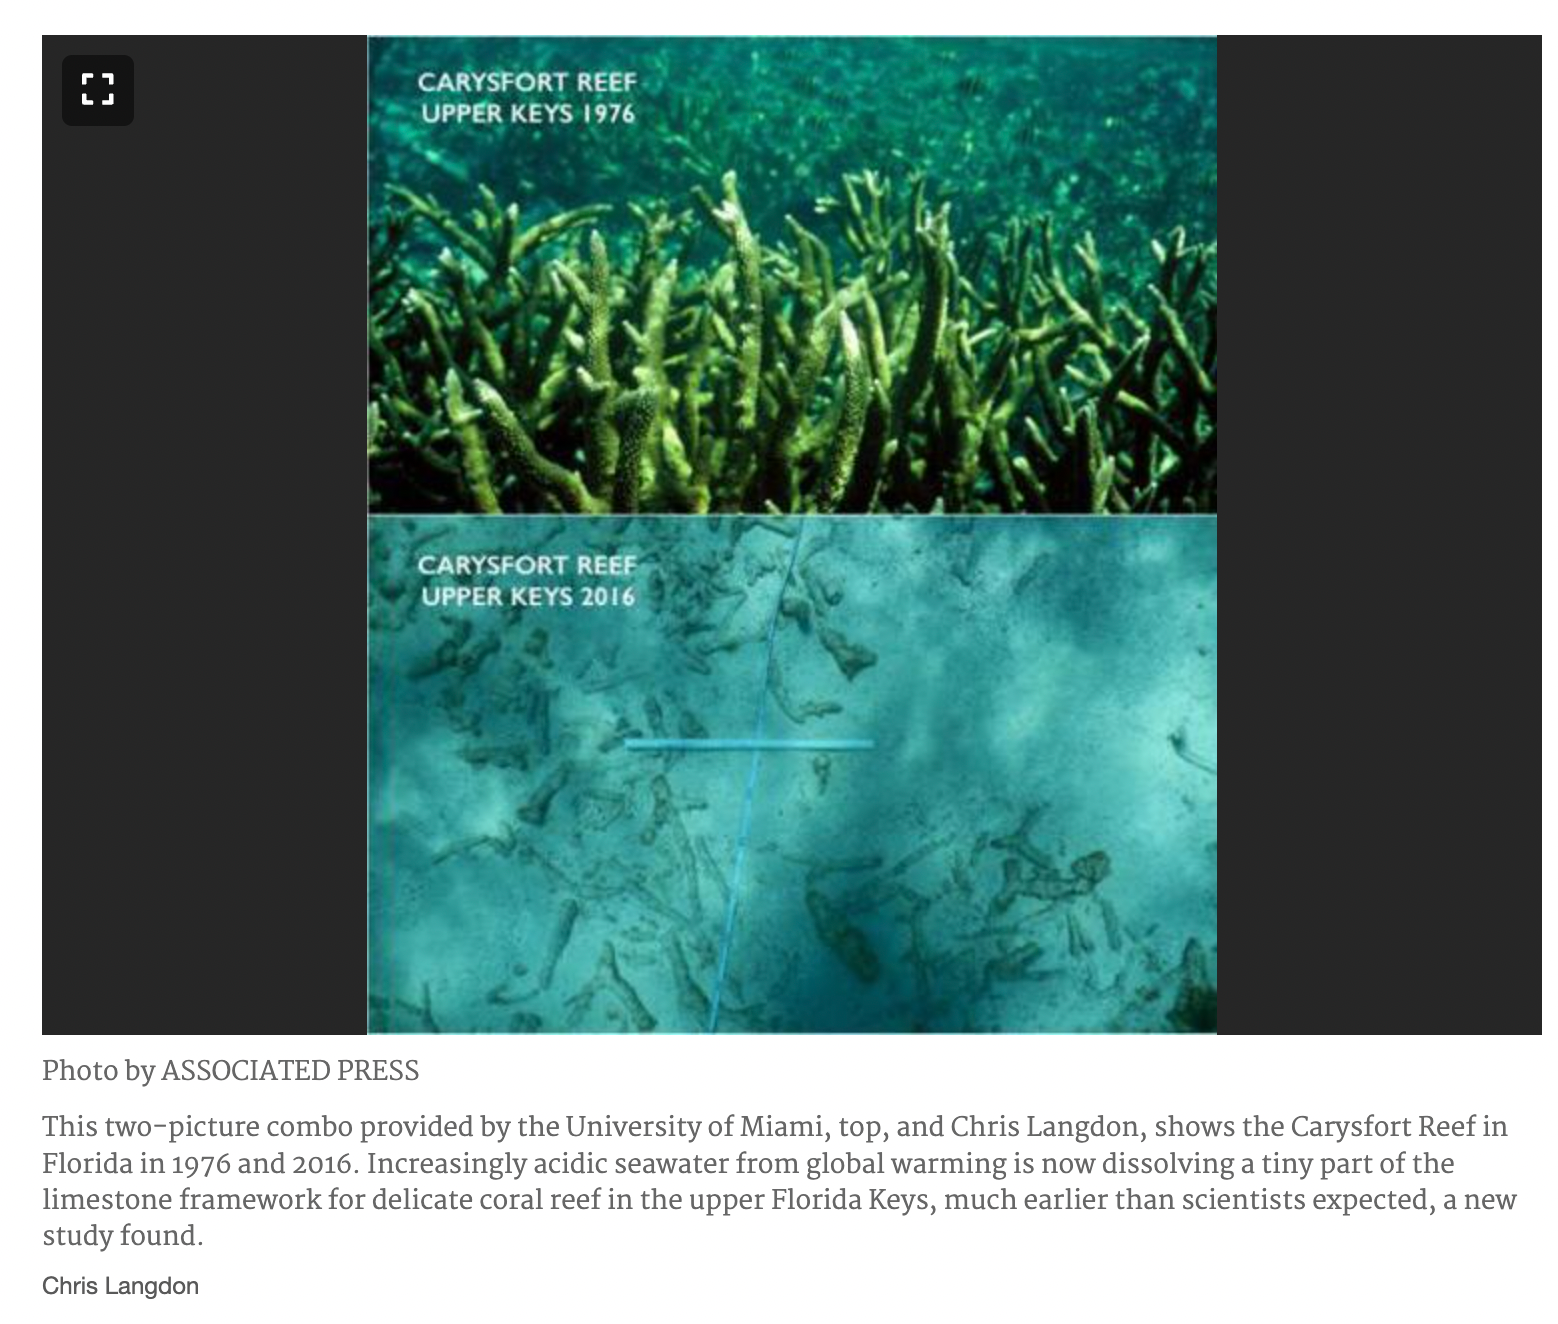 CARYSFORT REEF
UPPER KEYS 1976
CARYSFORT REEF
UPPER KEYS 2016
Photo by ASSOCIATED PRESS
This two-picture combo provided by the University of Miami, top, and Chris Langdon, shows the Carysfort Reef in
Florida in 1976 and 2016. Increasingly acidic seawater from global warming is now dissolving a tiny part of the
limestone framework for delicate coral reef in the upper Florida Keys, much earlier than scientists expected, a new
study found.
Chris Langdon